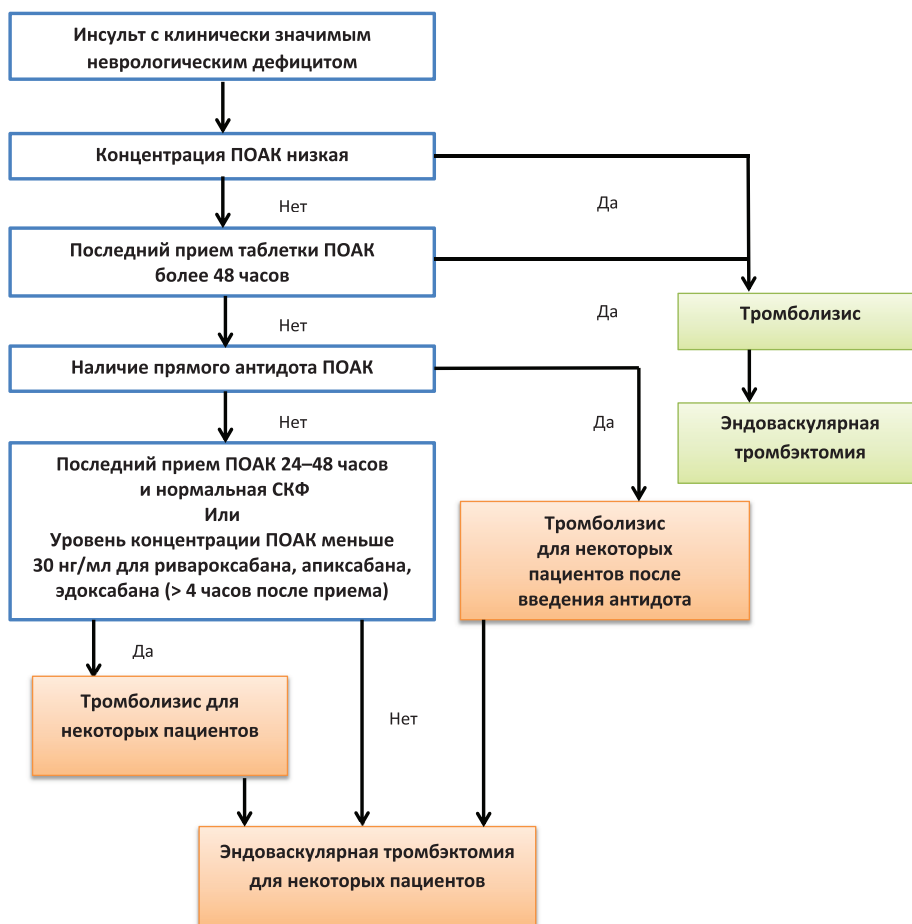 Инсульт с клинически значимым
неврологическим дефицитом
Концентрация ПОАК низкая
Нет
Да
Последний прием таблетки ПОАК
более 48 часов
Нет
Да
Тромболизис
Наличие прямого антидота ПОАК
Нет
Да
Эндоваскулярная
тромбэктомия
Последний прием ПОАК 24–48 часов
и нормальная СКФ
Или
Уровень концентрации ПОАК меньше
30 нг/мл для ривароксабана, апиксабана,
эдоксабана (> 4 часов после приема)
Тромболизис
для некоторых
пациентов после
введения антидота
Да
Тромболизис для
некоторых пациентов
Нет
Эндоваскулярная тромбэктомия
для некоторых пациентов